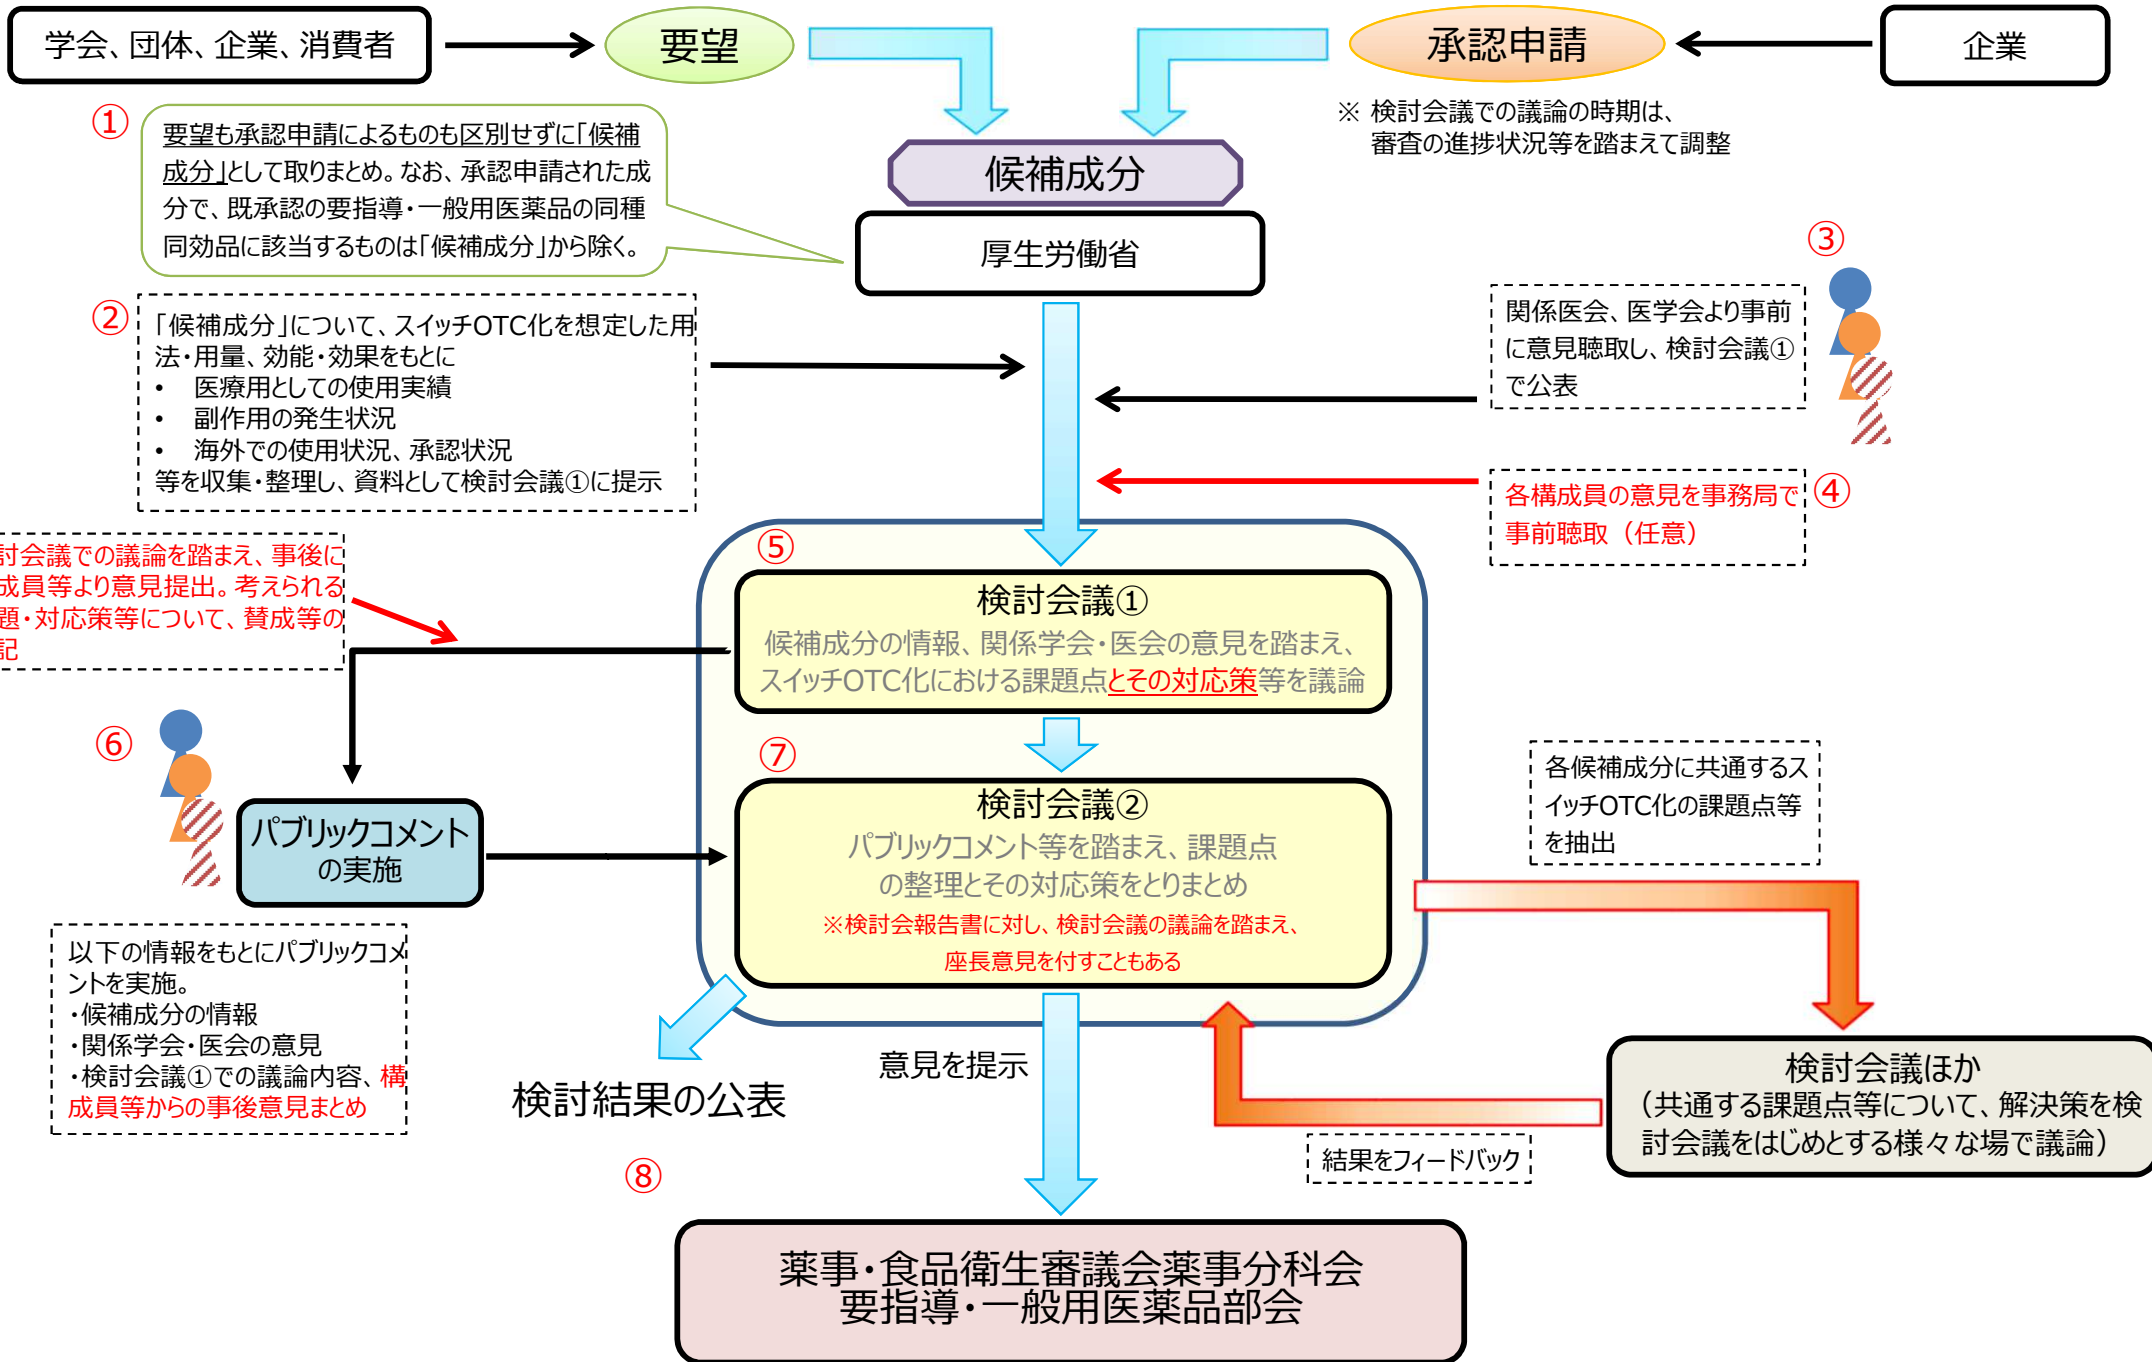 学会、団体、企業、消費者
要望
承認申請
企業
※ 検討会議での議論の時期は、
審査の進捗状況等を踏まえて調整
①
要望も承認申請によるものも区別せずに「候補
成分」として取りまとめ。なお、承認申請された成
分で、既承認の要指導・一般用医薬品の同種
同効品に該当するものは「候補成分」から除く。
候補成分
厚生労働省
②
「候補成分」について、スイッチOTC化を想定した用
法・用量、効能・効果をもとに
• 医療用としての使用実績
• 副作用の発生状況
• 海外での使用状況、承認状況
等を収集・整理し、資料として検討会議①に提示
③
関係医会、医学会より事前
に意見聴取し、検討会議①
で公表
各構成員の意見を事務局で
事前聴取（任意）
④
討会議での議論を踏まえ、事後に
成員等より意見提出。考えられる
題・対応策等について、賛成等の
記
⑤
検討会議①
候補成分の情報、関係学会・医会の意見を踏まえ、
スイッチOTC化における課題点とその対応策等を議論
⑥
パブリックコメント
の実施
⑦
検討会議②
パブリックコメント等を踏まえ、課題点
の整理とその対応策をとりまとめ
※検討会報告書に対し、検討会議の議論を踏まえ、
座長意見を付すこともある
各候補成分に共通するス
イッチOTC化の課題点等
を抽出
以下の情報をもとにパブリックコメ
ントを実施。
・候補成分の情報
・関係学会・医会の意見
・検討会議①での議論内容、構
成員等からの事後意見まとめ
検討結果の公表
意見を提示
検討会議ほか
（共通する課題点等について、解決策を検
討会議をはじめとする様々な場で議論）
結果をフィードバック
⑧
薬事・食品衛生審議会薬事分科会
要指導・一般用医薬品部会